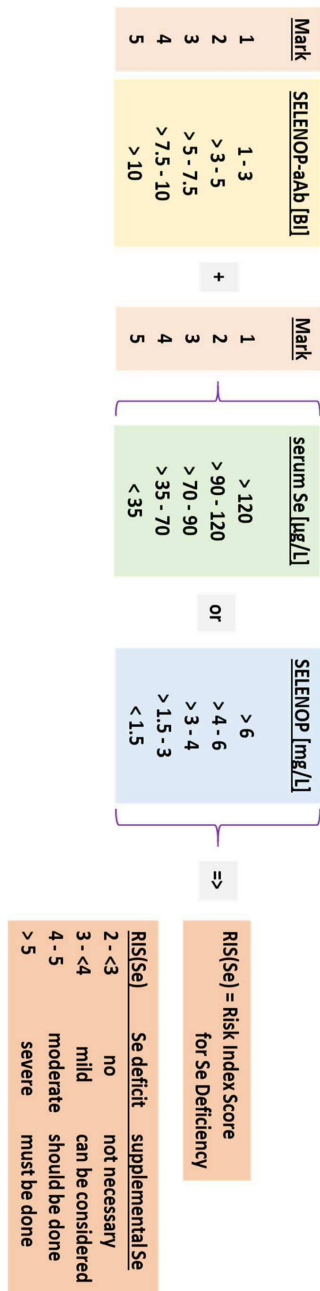 Mark
1
2
3
4
5
SELENOP-aAb [BI]
1 - 3
> 3 - 5
> 5 - 7.5
> 7.5 - 10
> 10
+
Mark
1
2
3
4
5
serum Se [µg/L]
> 120
> 90 - 120
> 70 - 90
> 35 - 70
< 35
or
SELENOP [mg/L]
> 6
> 4 - 6
> 3 - 4
> 1.5 - 3
< 1.5
=>
RIS(Se) = Risk Index Score
for Se Deficiency
RIS(Se) Se deficit supplemental Se
2 - <3 no not necessary
3 - <4 mild can be considered
4 - 5 moderate should be done
> 5 severe must be done